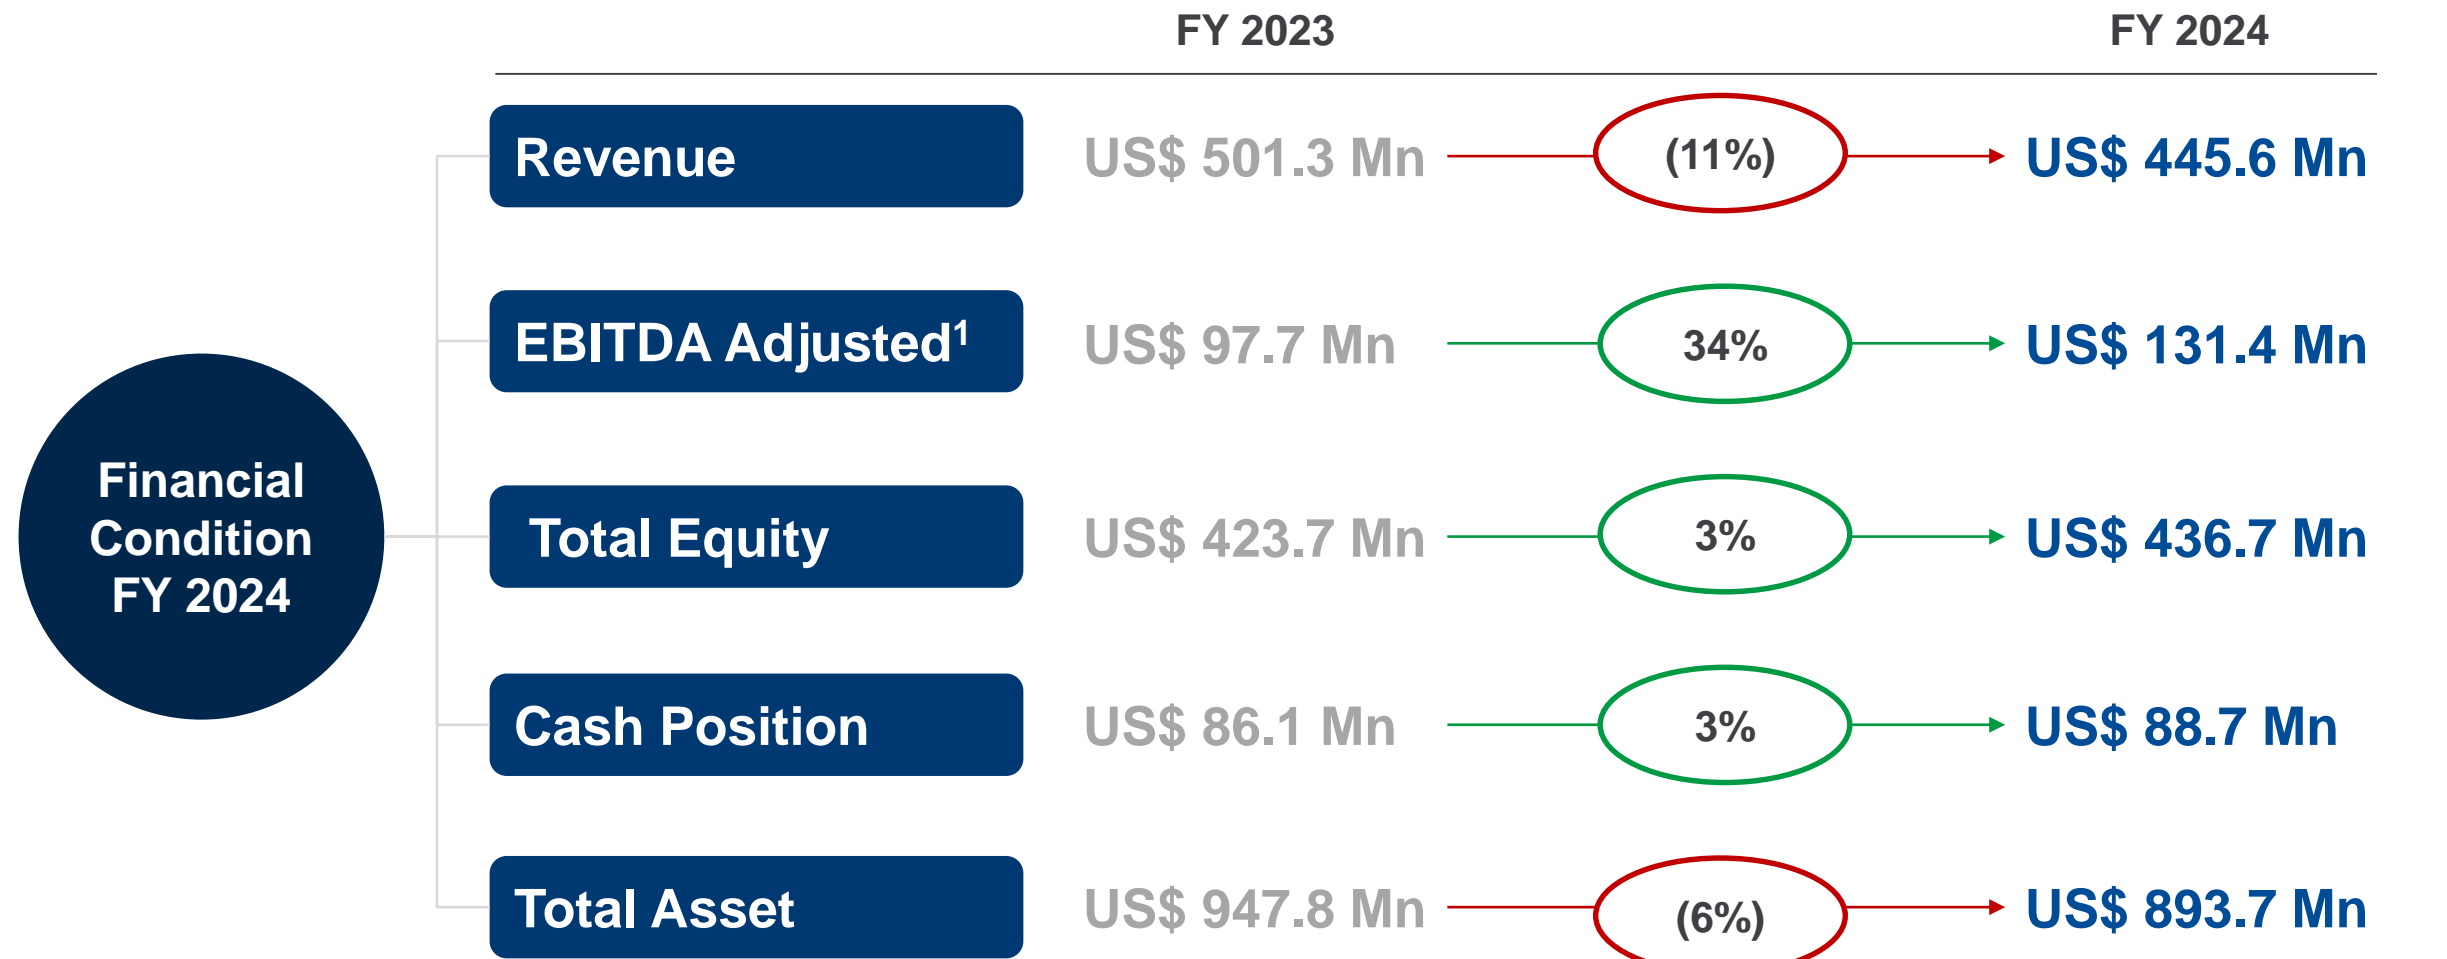 FY 2023 FY 2024
Revenue US$ 501.3 Mn (11%) US$ 445.6 Mn
EBITDA Adjusted¹ US$ 97.7 Mn 34% US$ 131.4 Mn
Financial
Condition
FY 2024
Total Equity US$ 423.7 Mn 3% US$ 436.7 Mn
Cash Position US$ 86.1 Mn 3% US$ 88.7 Mn
Total Asset US$ 947.8 Mn (6%) US$ 893.7 Mn